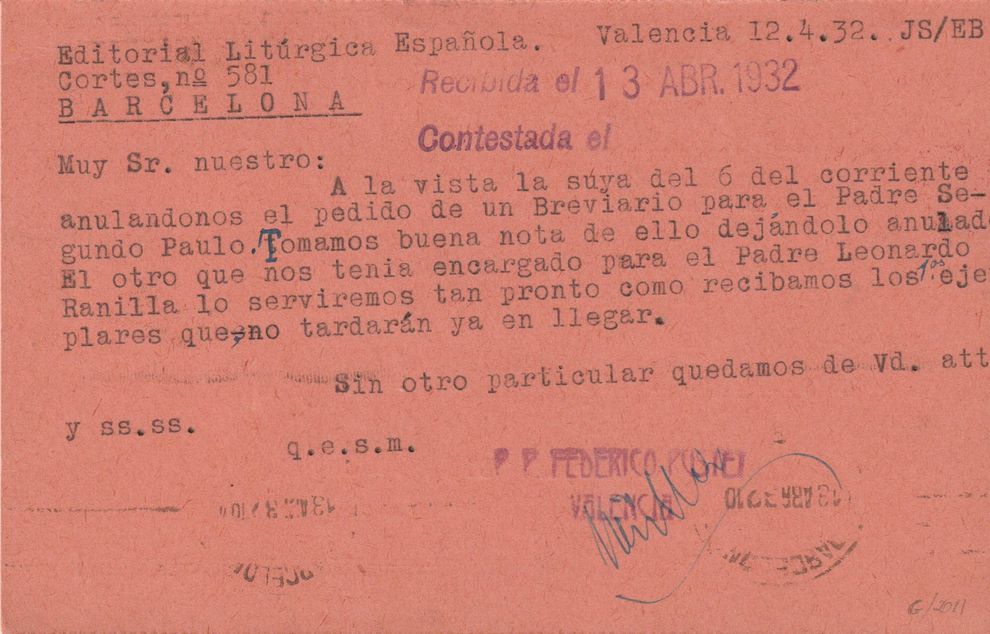 Editorial Litúrgica Española. Valencia 12.4.32. JS/EB
Cortes,nº 581
BARCELONA
Recibida el 13 ABR. 1932
Contestada el
Muy Sr. nuestro:
A la vista la súya del 6 del corriente
anulandonos el pedido de un Breviario para el Padre Se-
gundo Paulo. Tomamos buena nota de ello dejándolo anulad
El otro que nos tenia encargado para el Padre Leonardo
Ranilla lo serviremos tan pronto como recibamos los 1ºs eje
plares que,no tardarán ya en llegar.
Sin otro particular quedamos de Vd. att
y ss.ss.
q.e.s.m.
P. P. FEDERICO
VALENCIA
BARCELON
G/2011